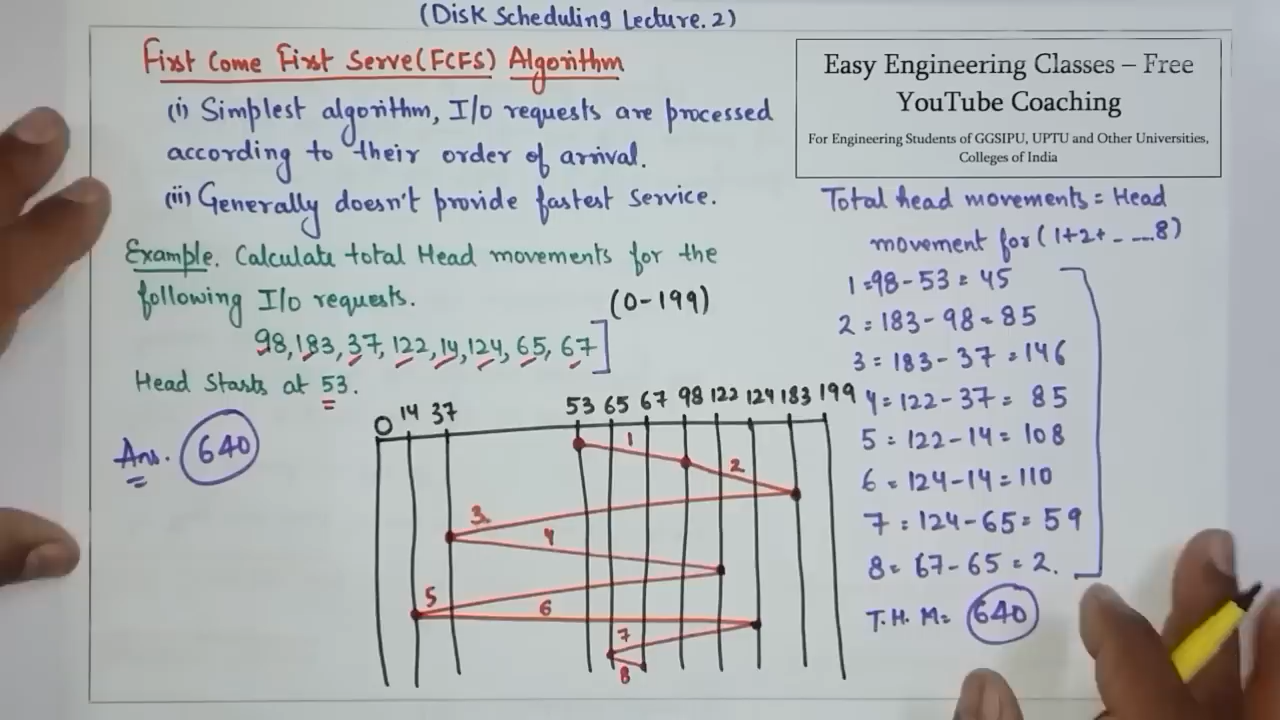 (Disk Scheduling Lecture.2)
First Come First Serve(FCFS) Algorithm
(i) Simplest algorithm, I/o requests are processed
according to their order of arrival.
(ii) Generally doesn't provide fastest service.
Example. Calculate total Head movements for the
following I/o requests. (0-199)
98,183,37,122,14,124,65,67]
Head Starts at 53.
Ans. 640
0 14 37 53 65 67 98 122 124 183 199
1
2
3
4
5
6
7
8
Easy Engineering Classes – Free
YouTube Coaching
For Engineering Students of GGSIPU, UPTU and Other Universities,
Colleges of India
Total head movements = Head
movement for (1+2+- -...8)
1=98-53=45
2=183-98=85
3=183-37=146
4=122-37=85
5=122-14=108
6=124-14=110
7=124-65=59
8=67-65=2.
T.H.M= 640